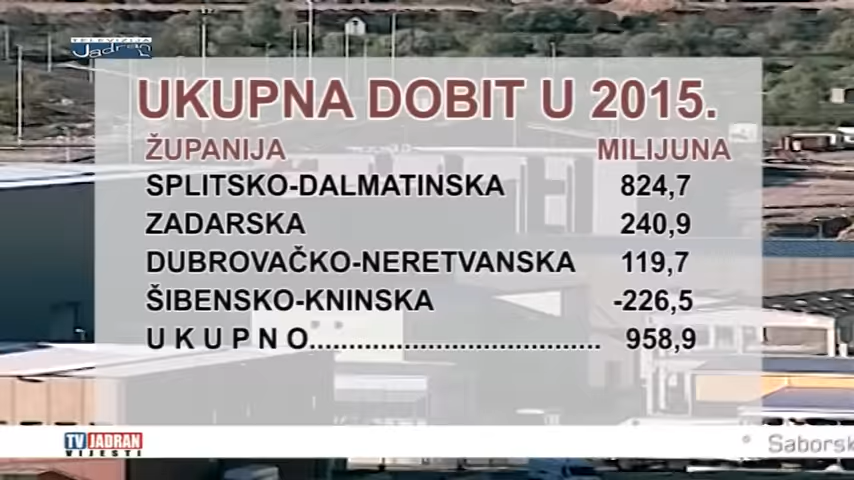 TELEVIZIJA
Jadran
UKUPNA DOBIT U 2015.
ŽUPANIJA MILIJUNA
SPLITSKO-DALMATINSKA 824,7
ZADARSKA 240,9
DUBROVAČKO-NERETVANSKA 119,7
ŠIBENSKO-KNINSKA -226,5
U K U P N O.................................... 958,9
TV JADRAN
VIJESTI
* Saborsk